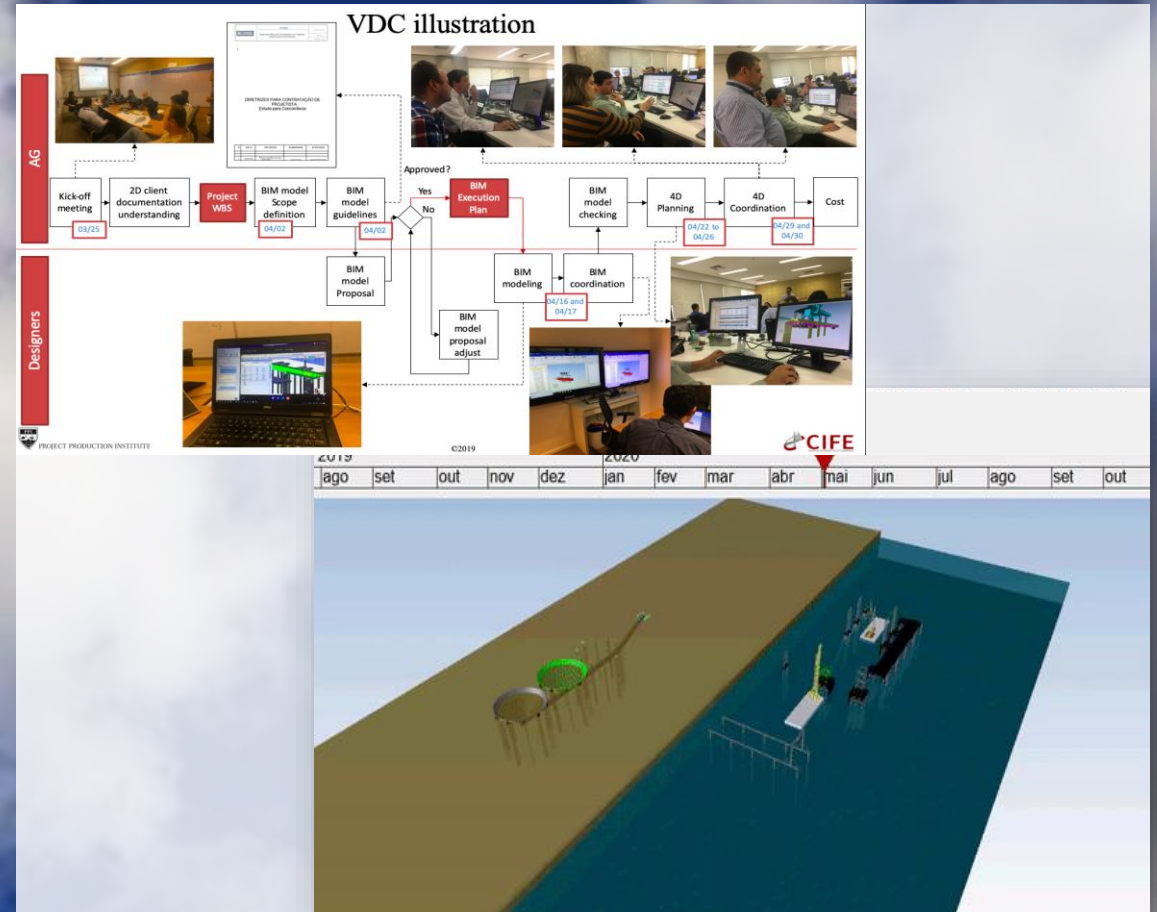 VDC illustration
DIRETRIZES PARA CONTRATAÇÃO DE
PROJETISTA
AG
Kick-off
meeting
03/25
2D client
documentation
understanding
Project
WBS
BIM model
Scope
definition
04/02
BIM
model
guidelines
04/02
Approved?
Yes
No
BIM
Execution
Plan
BIM
model
checking
4D
Planning
04/22 to
04/26
4D
Coordination
04/29 and
04/30
Cost
Designers
BIM
model
Proposal
BIM
model
proposal
adjust
BIM
modeling
04/16 and
04/17
BIM
coordination
PROJECT PRODUCTION INSTITUTE
©2019
CIFE
2019 2020
ago set out nov dez jan fev mar abr mai jun jul ago set out